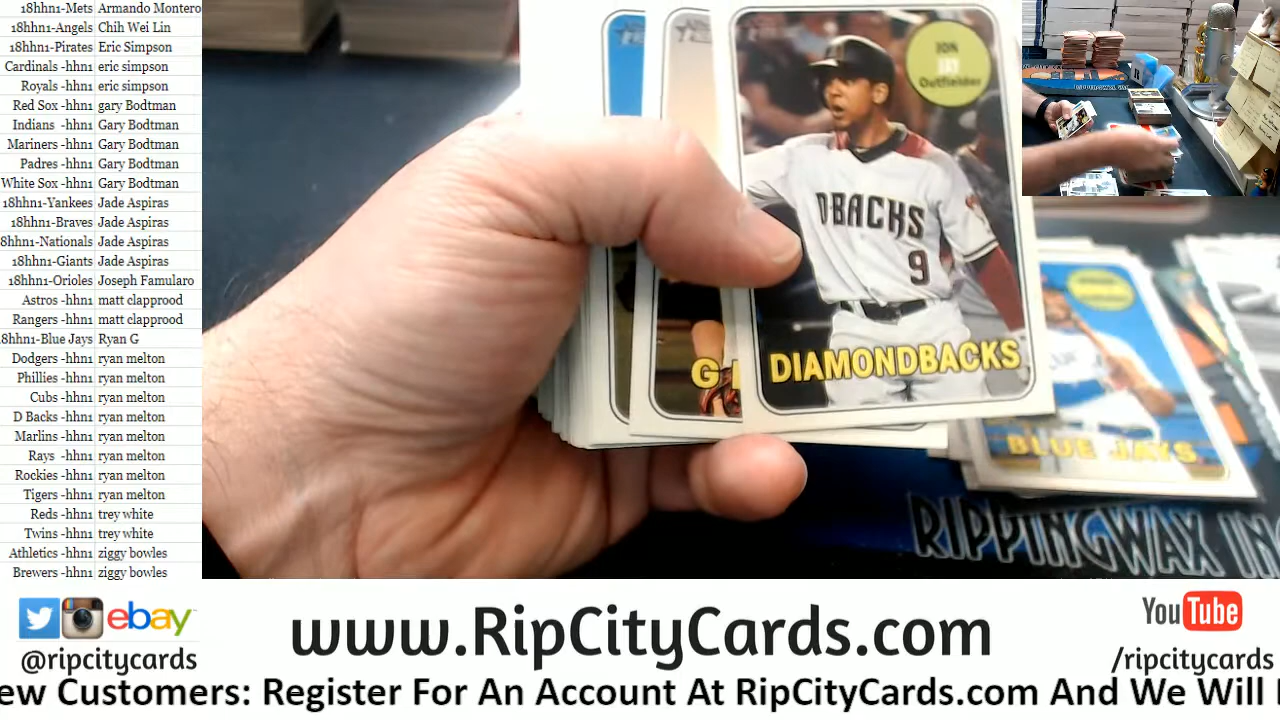 18hhn1-Mets Armando Montero
18hhn1-Angels Chih Wei Lin
18hhn1-Pirates Eric Simpson
Cardinals -hhn1 eric simpson
Royals -hhn1 eric simpson
Red Sox -hhn1 gary Bodtman
Indians -hhn1 Gary Bodtman
Mariners -hhn1 Gary Bodtman
Padres -hhn1 Gary Bodtman
White Sox -hhn1 Gary Bodtman
18hhn1-Yankees Jade Aspiras
18hhn1-Braves Jade Aspiras
8hhn1-Nationals Jade Aspiras
18hhn1-Giants Jade Aspiras
18hhn1-Orioles Joseph Famularo
Astros -hhn1 matt clapprood
Rangers -hhn1 matt clapprood
8hhn1-Blue Jays Ryan G
Dodgers -hhn1 ryan melton
Phillies -hhn1 ryan melton
Cubs -hhn1 ryan melton
D Backs -hhn1 ryan melton
Marlins -hhn1 ryan melton
Rays -hhn1 ryan melton
Rockies -hhn1 ryan melton
Tigers -hhn1 ryan melton
Reds -hhn1 trey white
Twins -hhn1 trey white
Athletics -hhn1 ziggy bowles
Brewers -hhn1 ziggy bowles
JON
JAY
Outfielder
DBACKS
9
G
DIAMONDBACKS
BLUE JAYS
RIPPINGWAX IN
ebay
@ripcitycards
www.RipCityCards.com
YouTube
/ripcitycards
ew Customers: Register For An Account At RipCityCards.com And We Will